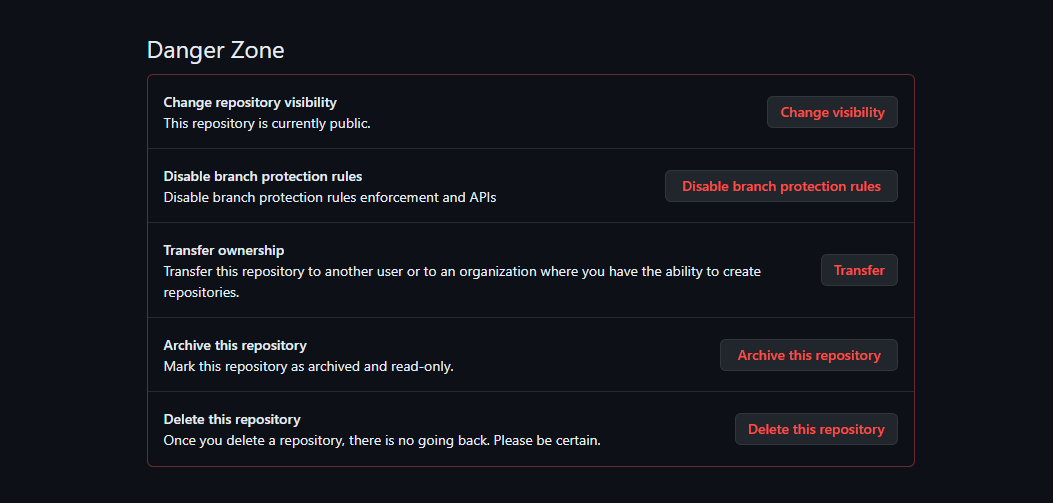 Danger Zone
Change repository visibility
This repository is currently public.
Change visibility
Disable branch protection rules
Disable branch protection rules enforcement and APIs
Disable branch protection rules
Transfer ownership
Transfer this repository to another user or to an organization where you have the ability to create
repositories.
Transfer
Archive this repository
Mark this repository as archived and read-only.
Archive this repository
Delete this repository
Once you delete a repository, there is no going back. Please be certain.
Delete this repository